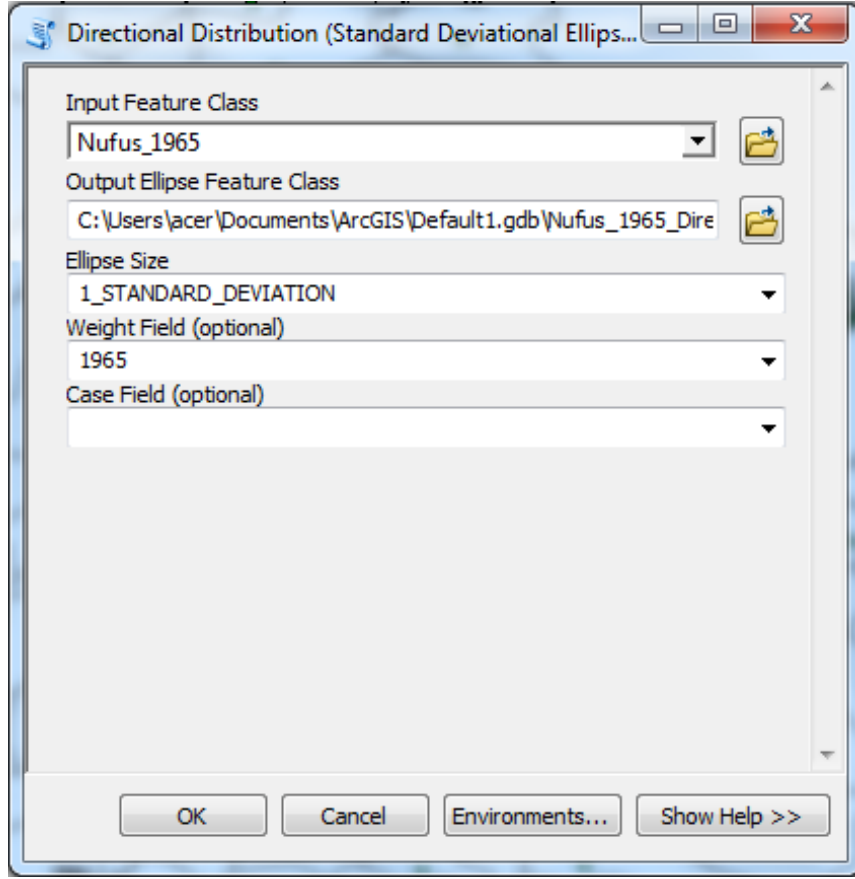 Directional Distribution (Standard Deviational Ellips...
Input Feature Class
Nufus_1965
Output Ellipse Feature Class
C:\Users\acer\Documents\ArcGIS\Default1.gdb\Nufus_1965_Dire
Ellipse Size
1_STANDARD_DEVIATION
Weight Field (optional)
1965
Case Field (optional)
OK Cancel Environments... Show Help >>